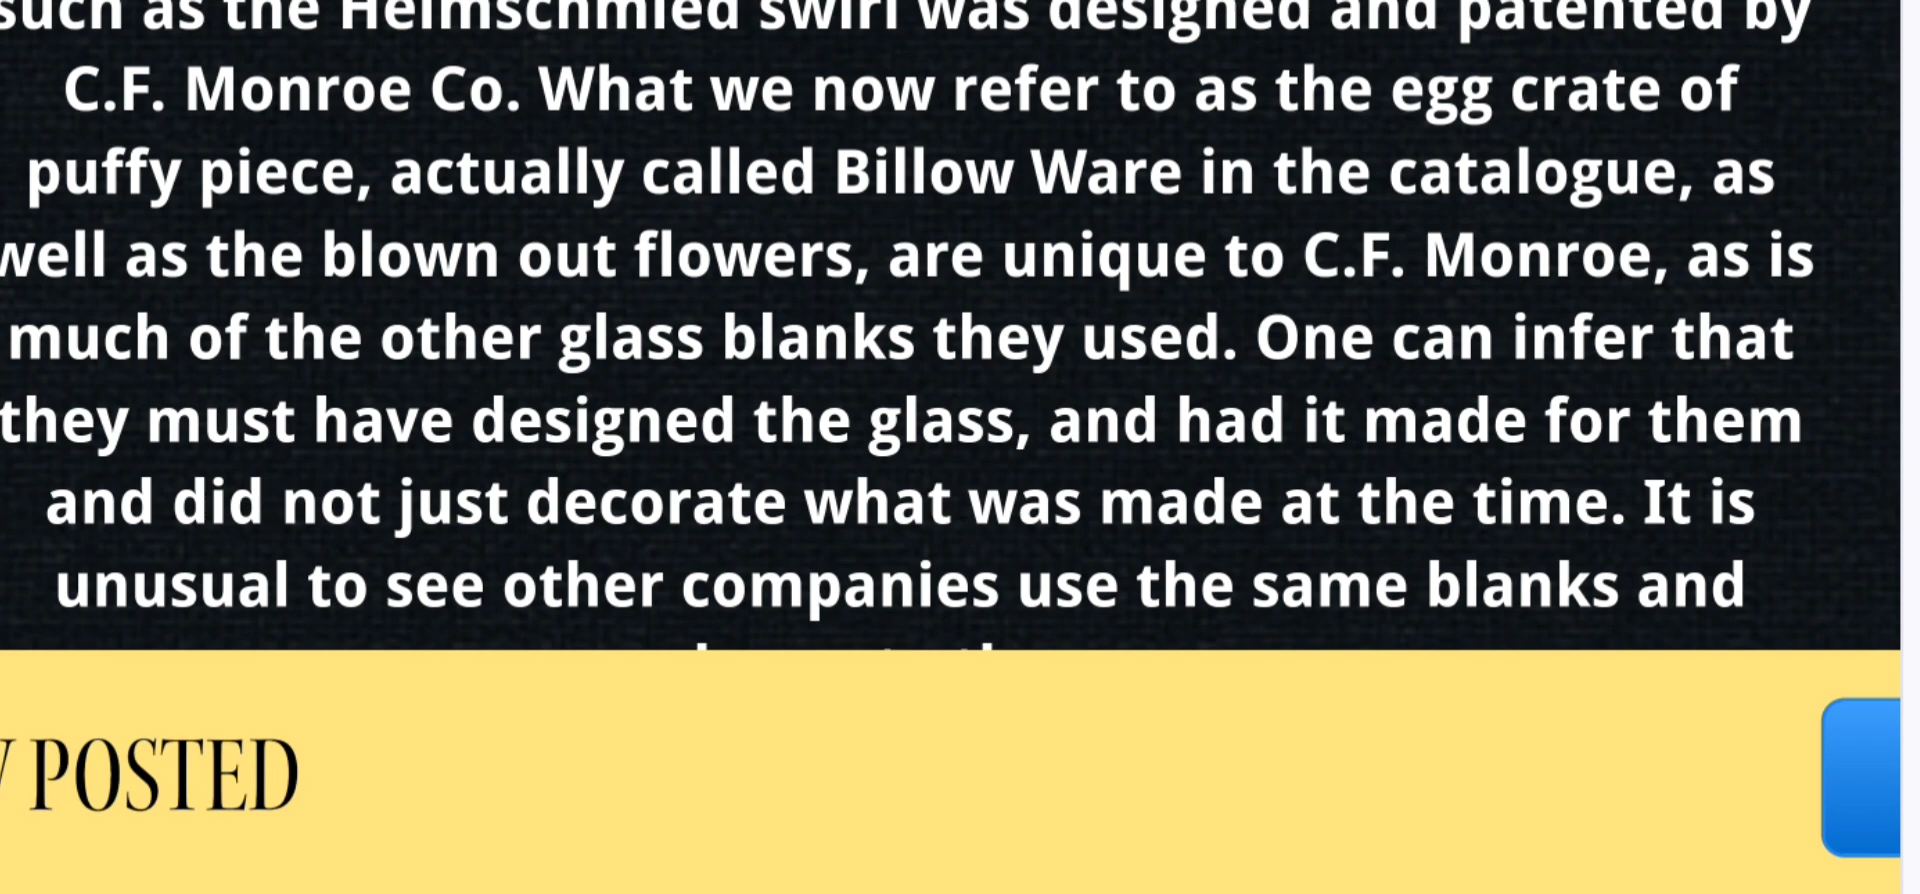 such as the Helmschmied swirl was designed and patented by
C.F. Monroe Co. What we now refer to as the egg crate of
puffy piece, actually called Billow Ware in the catalogue, as
well as the blown out flowers, are unique to C.F. Monroe, as is
much of the other glass blanks they used. One can infer that
they must have designed the glass, and had it made for them
and did not just decorate what was made at the time. It is
unusual to see other companies use the same blanks and
POSTED